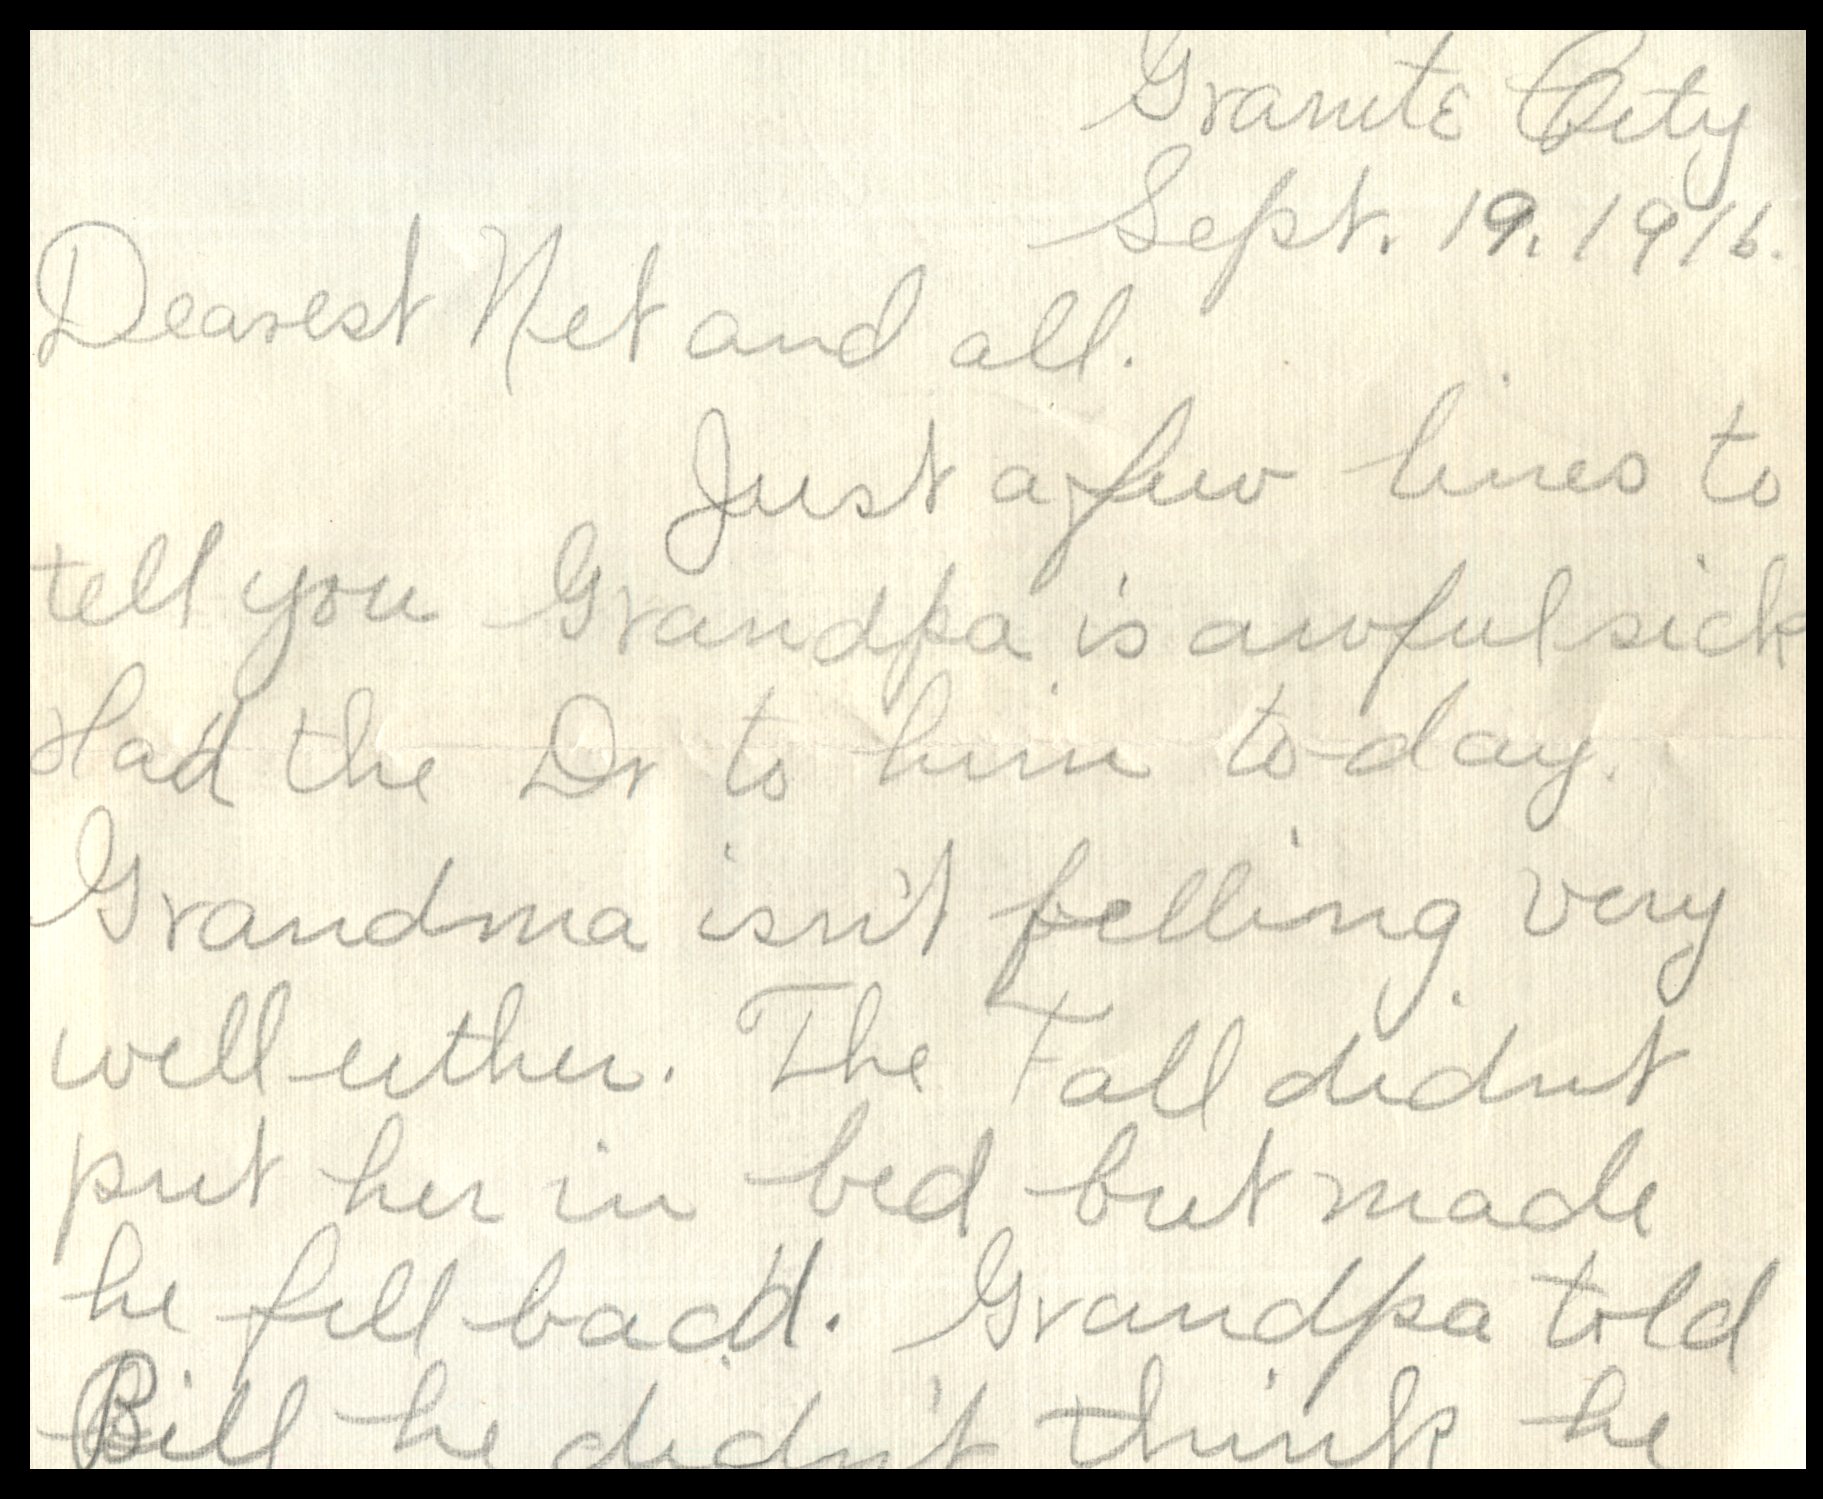 Granite City
Sept. 19. 1916.
Dearest Net and all.
Just a few lines to
tell you Grandpa is awful sick
Had the Dr to him to-day.
Grandma isn't felling very
well either. The Fall didnt
put her in bed but made
he fell bad. Grandpa told
Bill he didn't think he